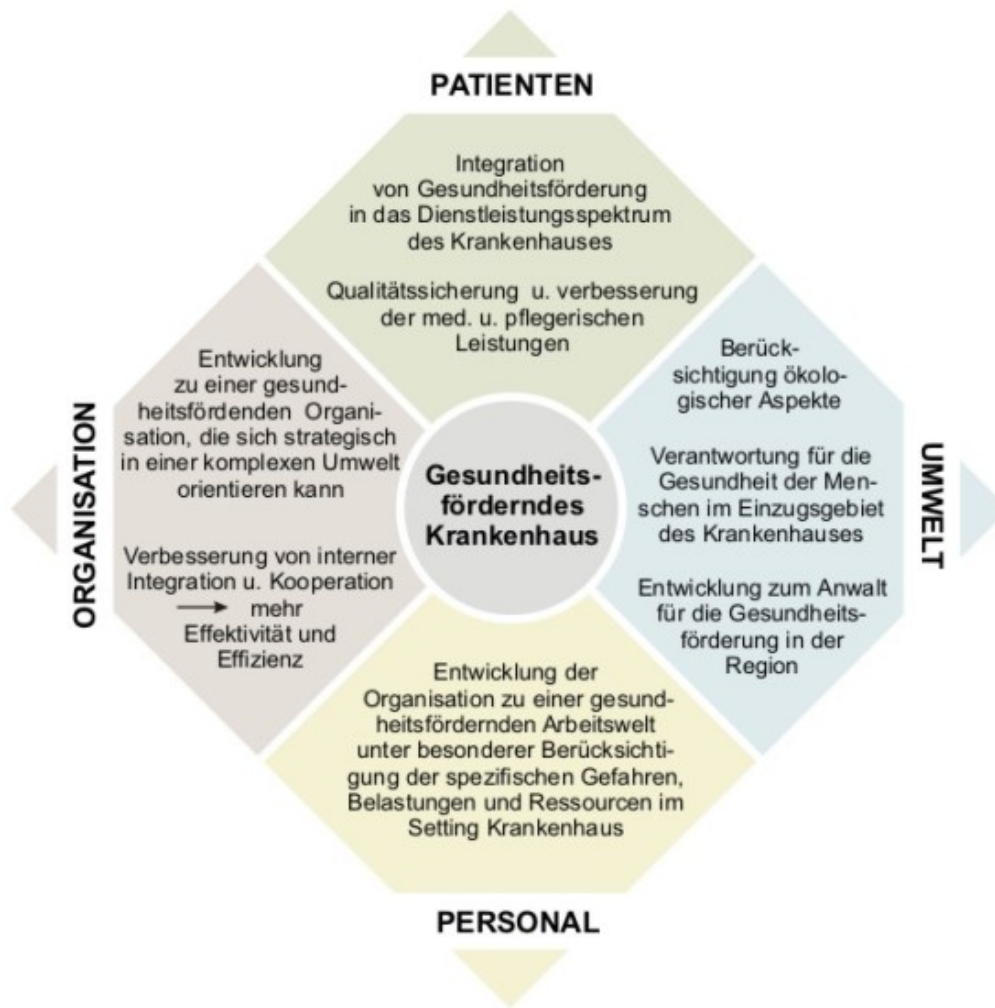 PATIENTEN
Integration
von Gesundheitsförderung
in das Dienstleistungsspektrum
des Krankenhauses
Qualitätssicherung u. verbesserung
der med. u. pflegerischen
Leistungen
ORGANISATION
Entwicklung
zu einer gesund-
heitsfördenden Organi-
sation, die sich strategisch
in einer komplexen Umwelt
orientieren kann
Verbesserung von interner
Integration u. Kooperation
→ mehr
Effektivität und
Effizienz
Gesundheits-
förderndes
Krankenhaus
Berück-
sichtigung ökolo-
gischer Aspekte
Verantwortung für die
Gesundheit der Men-
schen im Einzugsgebiet
des Krankenhauses
Entwicklung zum Anwalt
für die Gesundheits-
förderung in der
Region
UMWELT
Entwicklung der
Organisation zu einer gesund-
heitsfördernden Arbeitswelt
unter besonderer Berücksichti-
gung der spezifischen Gefahren,
Belastungen und Ressourcen im
Setting Krankenhaus
PERSONAL